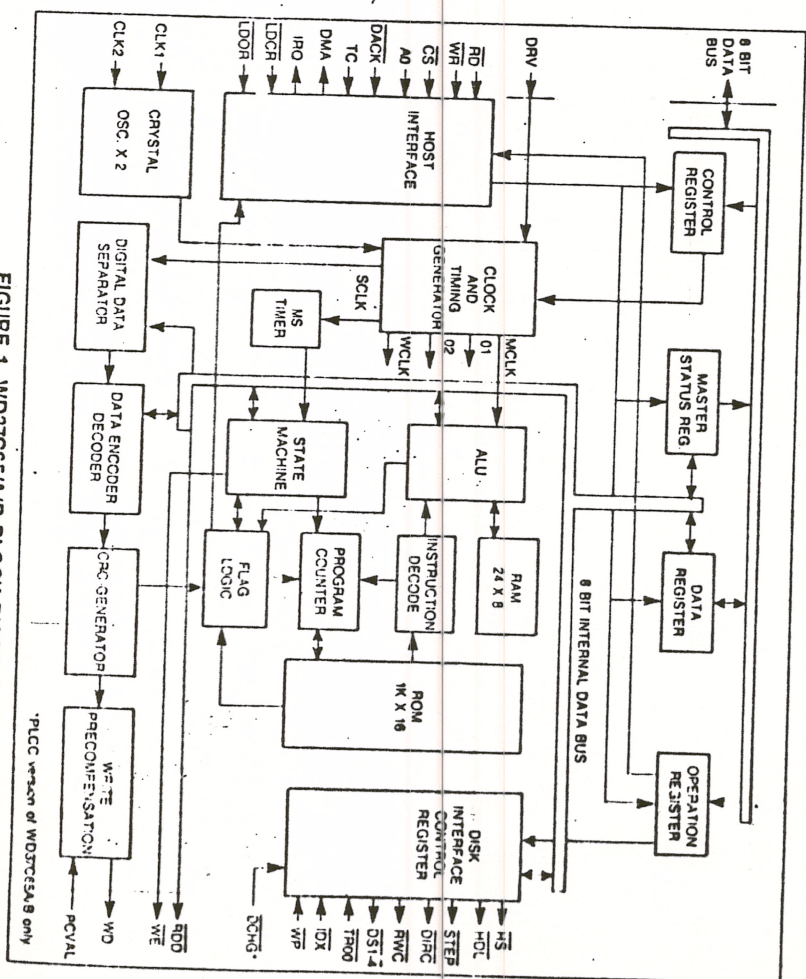 8 BIT
DATA
BUS
DRV
RD
WR
CS
A0
DACK
TC
DMA
IRQ
LDCR
LDOR
CLK1
CLK2
CONTROL
REGISTER
MASTER
STATUS REG.
DATA
REGISTER
OPERATION
REGISTER
HOST
INTERFACE
CLOCK
AND
TIMING
GENERATOR
MCLK
01
02
WCLK
SCLK
8 BIT INTERNAL DATA BUS
ALU
RAM
24 X 8
MS
TIMER
STATE
MACHINE
INSTRUCTION
DECODE
PROGRAM
COUNTER
FLAG
LOGIC
ROM
1K X 16
DISK
INTERFACE
CONTROL
REGISTER
HS
HDL
STEP
DIRC
RWC
DS1-4
TR00
IDX
WP
DCHG*
CRYSTAL
OSC. X 2
DIGITAL DATA
SEPARATOR
DATA ENCODER
DECODER
CRC GENERATOR
WRITE
PRECOMPENSATION
RDD
WE
WD
PCVAL
*PLCC version of WD37C65A/B only
FIGURE 1. WD37C65/A/B BLOCK